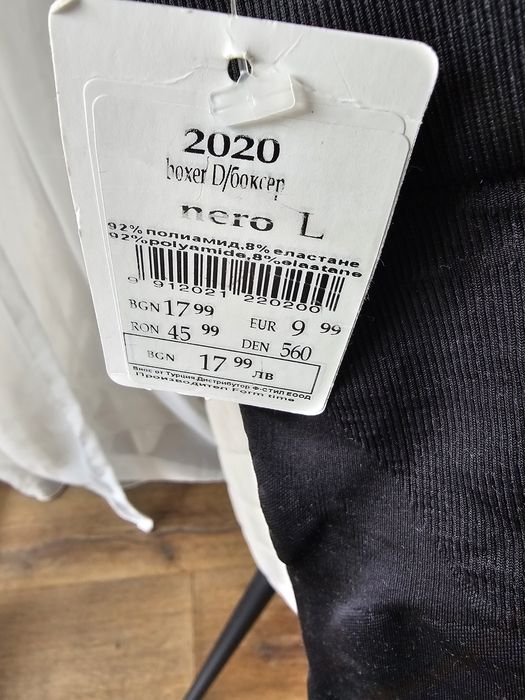 2020
boxer D/боксер
nero L
92% полиамид,8% еластане
92%polyamide,8%elastane
9 912021 220200
BGN 17 99 EUR 9 99
RON 45 99 DEN 560
BGN 17 99 ЛВ
Внос от Турция Дистрибутор Ф-СТИЛ ЕООД
Производител Form time